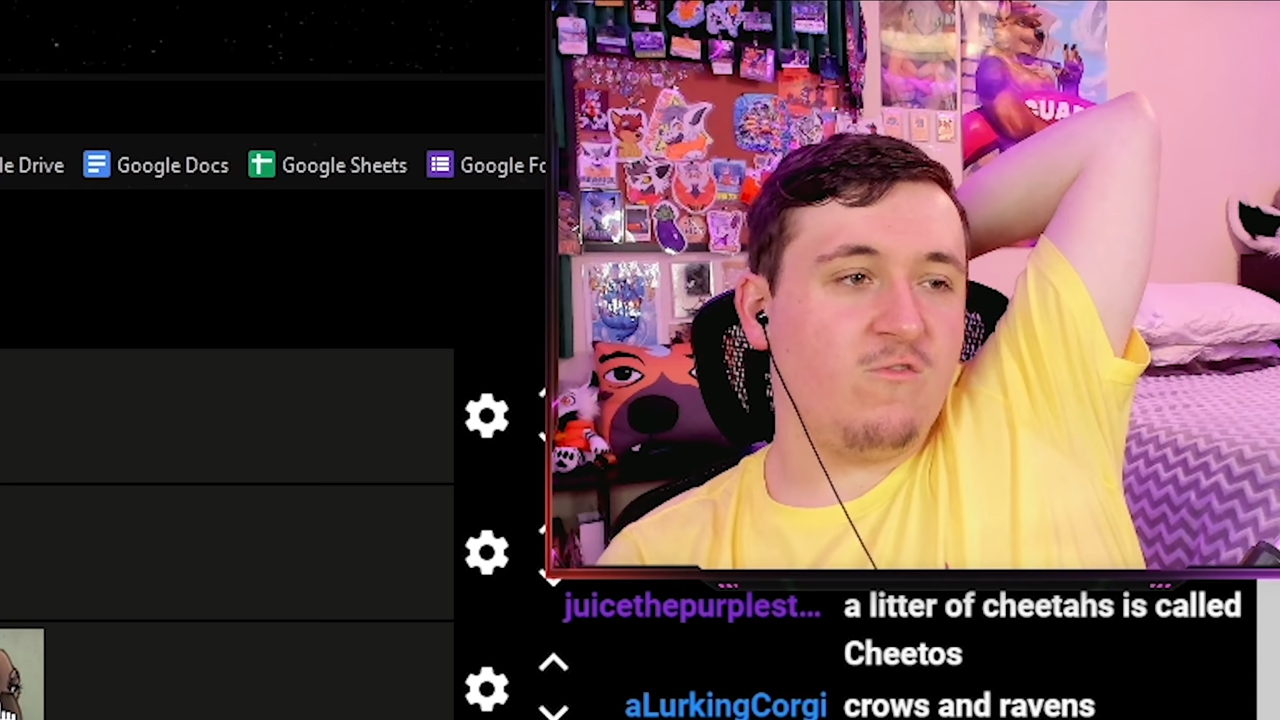 le Drive Google Docs Google Sheets Google Fo
GUA
juicethepurplest... a litter of cheetahs is called
Cheetos
aLurkingCorgi crows and ravens